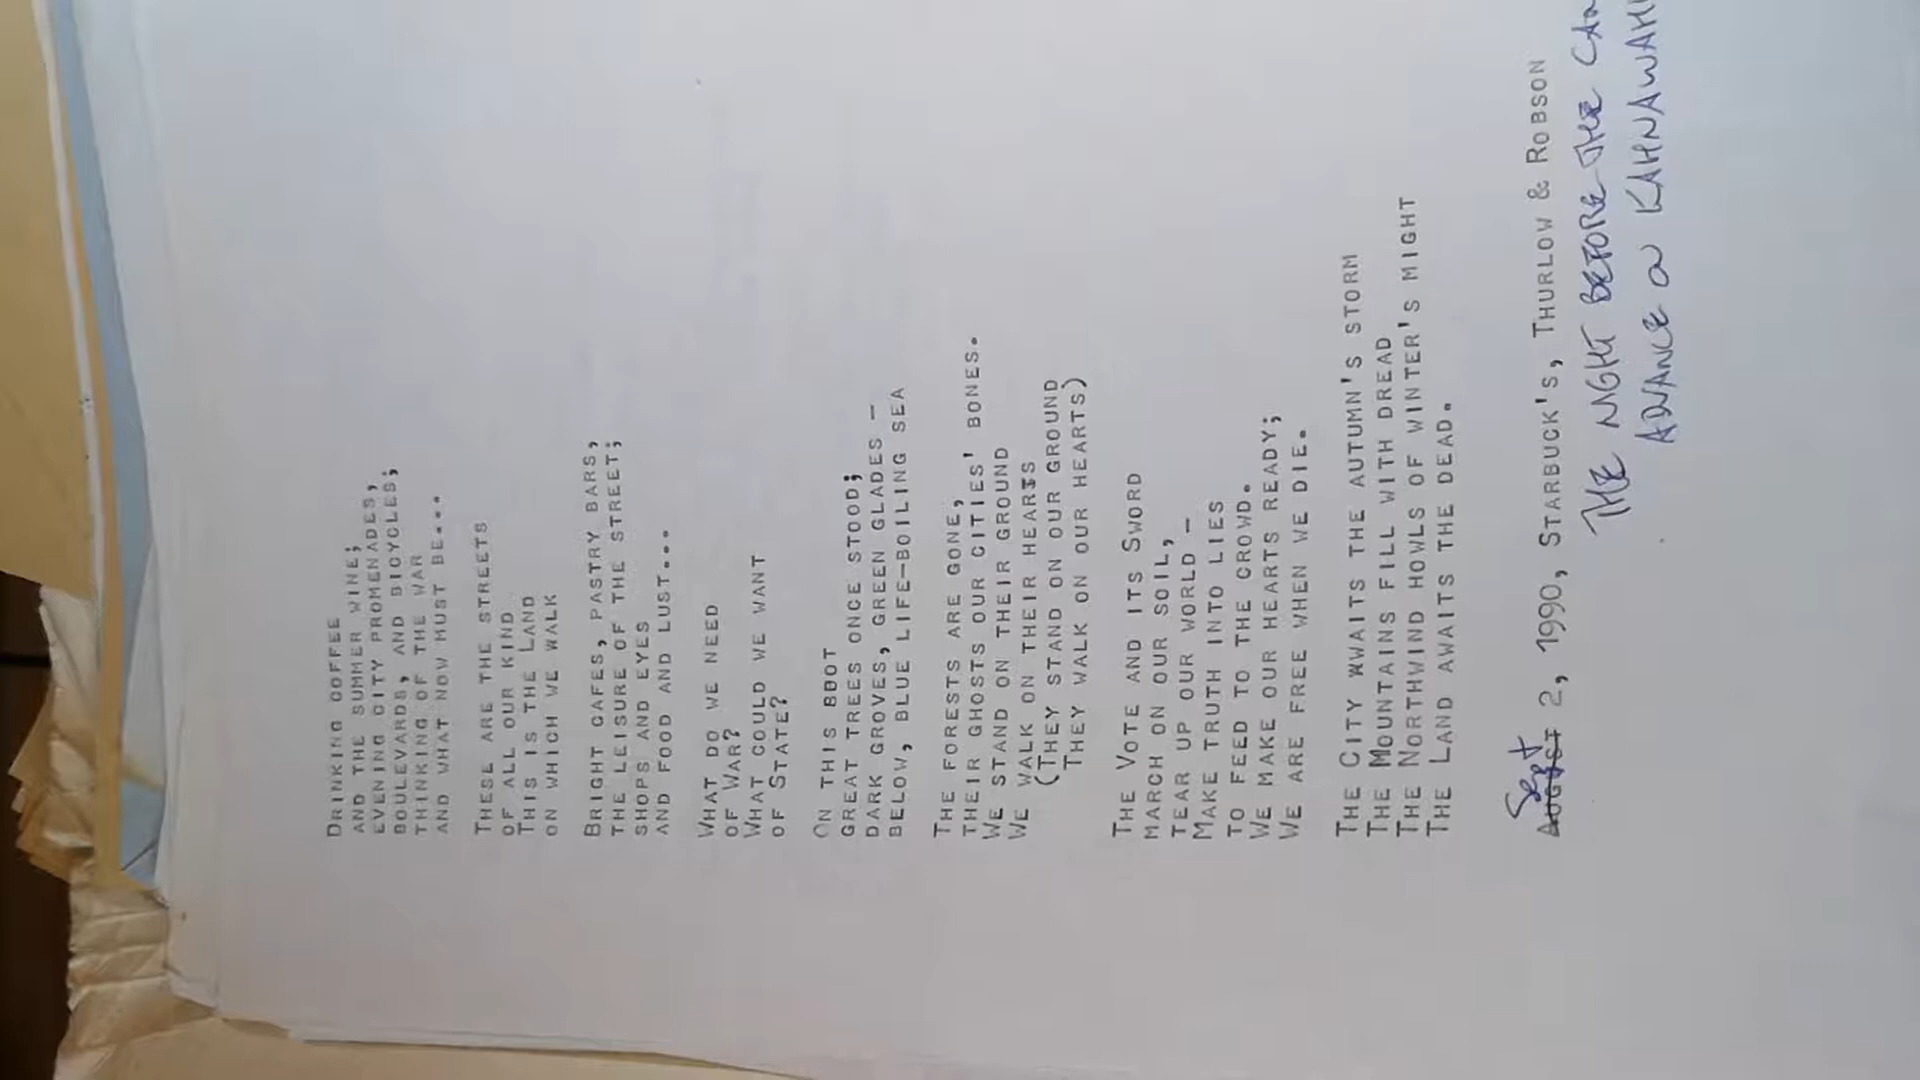 DRINKING COFFEE
AND THE SUMMER WINE;
EVENING CITY PROMENADES,
BOULEVARDS, AND BICYCLES;
THINKING OF THE WAR
AND WHAT NOW MUST BE...
THESE ARE THE STREETS
OF ALL OUR KIND
THIS IS THE LAND
ON WHICH WE WALK
BRIGHT CAFES, PASTRY BARS,
THE LEISURE OF THE STREET;
SHOPS AND EYES
AND FOOD AND LUST...
WHAT DO WE NEED
OF WAR?
WHAT COULD WE WANT
OF STATE?
ON THIS
GREAT TREES ONCE STOOD;
DARK GROVES, GREEN GLADES —
BELOW, BLUE LIFE-BOILING SEA
THE FORESTS ARE GONE,
THEIR GHOSTS OUR CITIES' BONES.
WE STAND ON THEIR GROUND
WE WALK ON THEIR HEARTS
(THEY STAND ON OUR GROUND
THEY WALK ON OUR HEARTS)
THE VOTE AND ITS SWORD
MARCH ON OUR SOIL,
TEAR UP OUR WORLD —
MAKE TRUTH INTO LIES
TO FEED TO THE CROWD.
WE MAKE OUR HEARTS READY;
WE ARE FREE WHEN WE DIE.
THE CITY AWAITS THE AUTUMN'S STORM
THE MOUNTAINS FILL WITH DREAD
THE NORTHWIND HOWLS OF WINTER'S MIGHT
THE LAND AWAITS THE DEAD.
Sept
AUGUST 2, 1990, STARBUCK'S, THURLOW & ROBSON
THE NIGHT BEFORE THE
ADVANCE ON